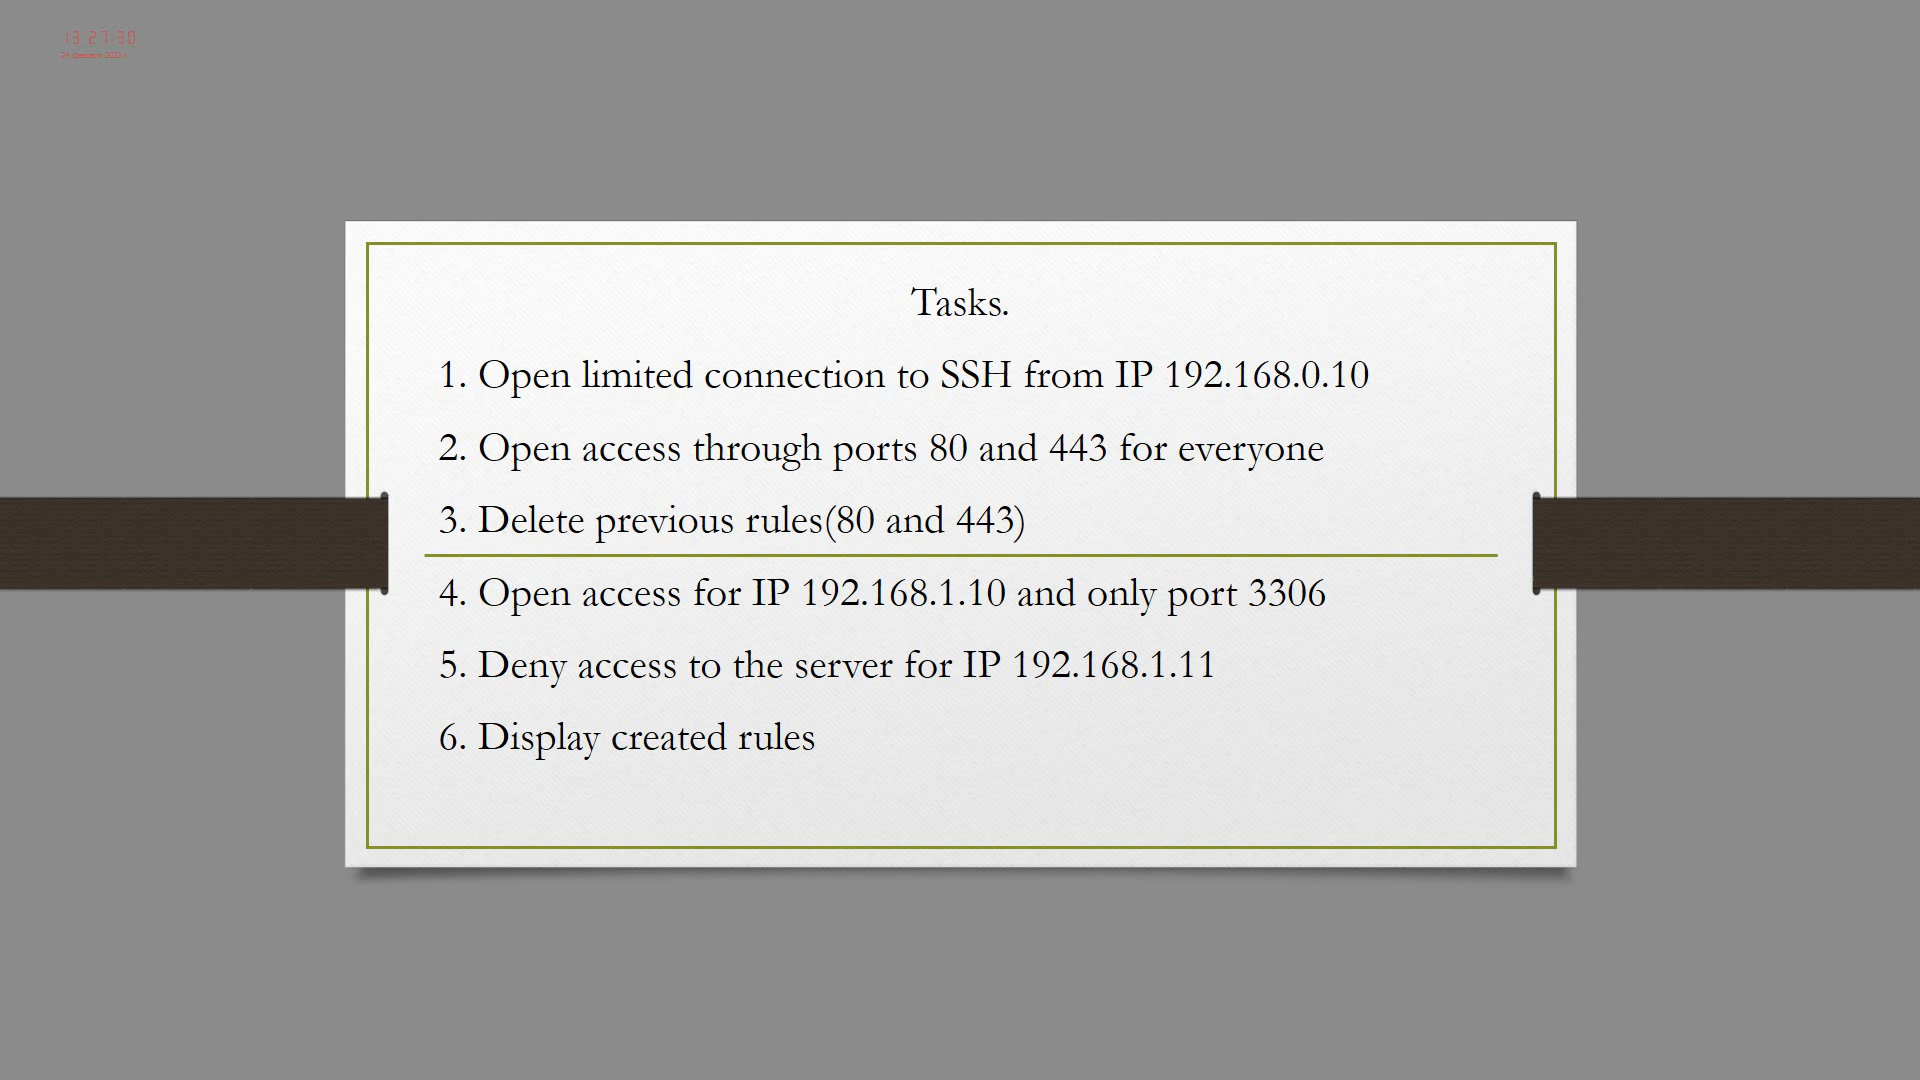 13:27:30
Tasks.
1. Open limited connection to SSH from IP 192.168.0.10
2. Open access through ports 80 and 443 for everyone
3. Delete previous rules(80 and 443)
4. Open access for IP 192.168.1.10 and only port 3306
5. Deny access to the server for IP 192.168.1.11
6. Display created rules